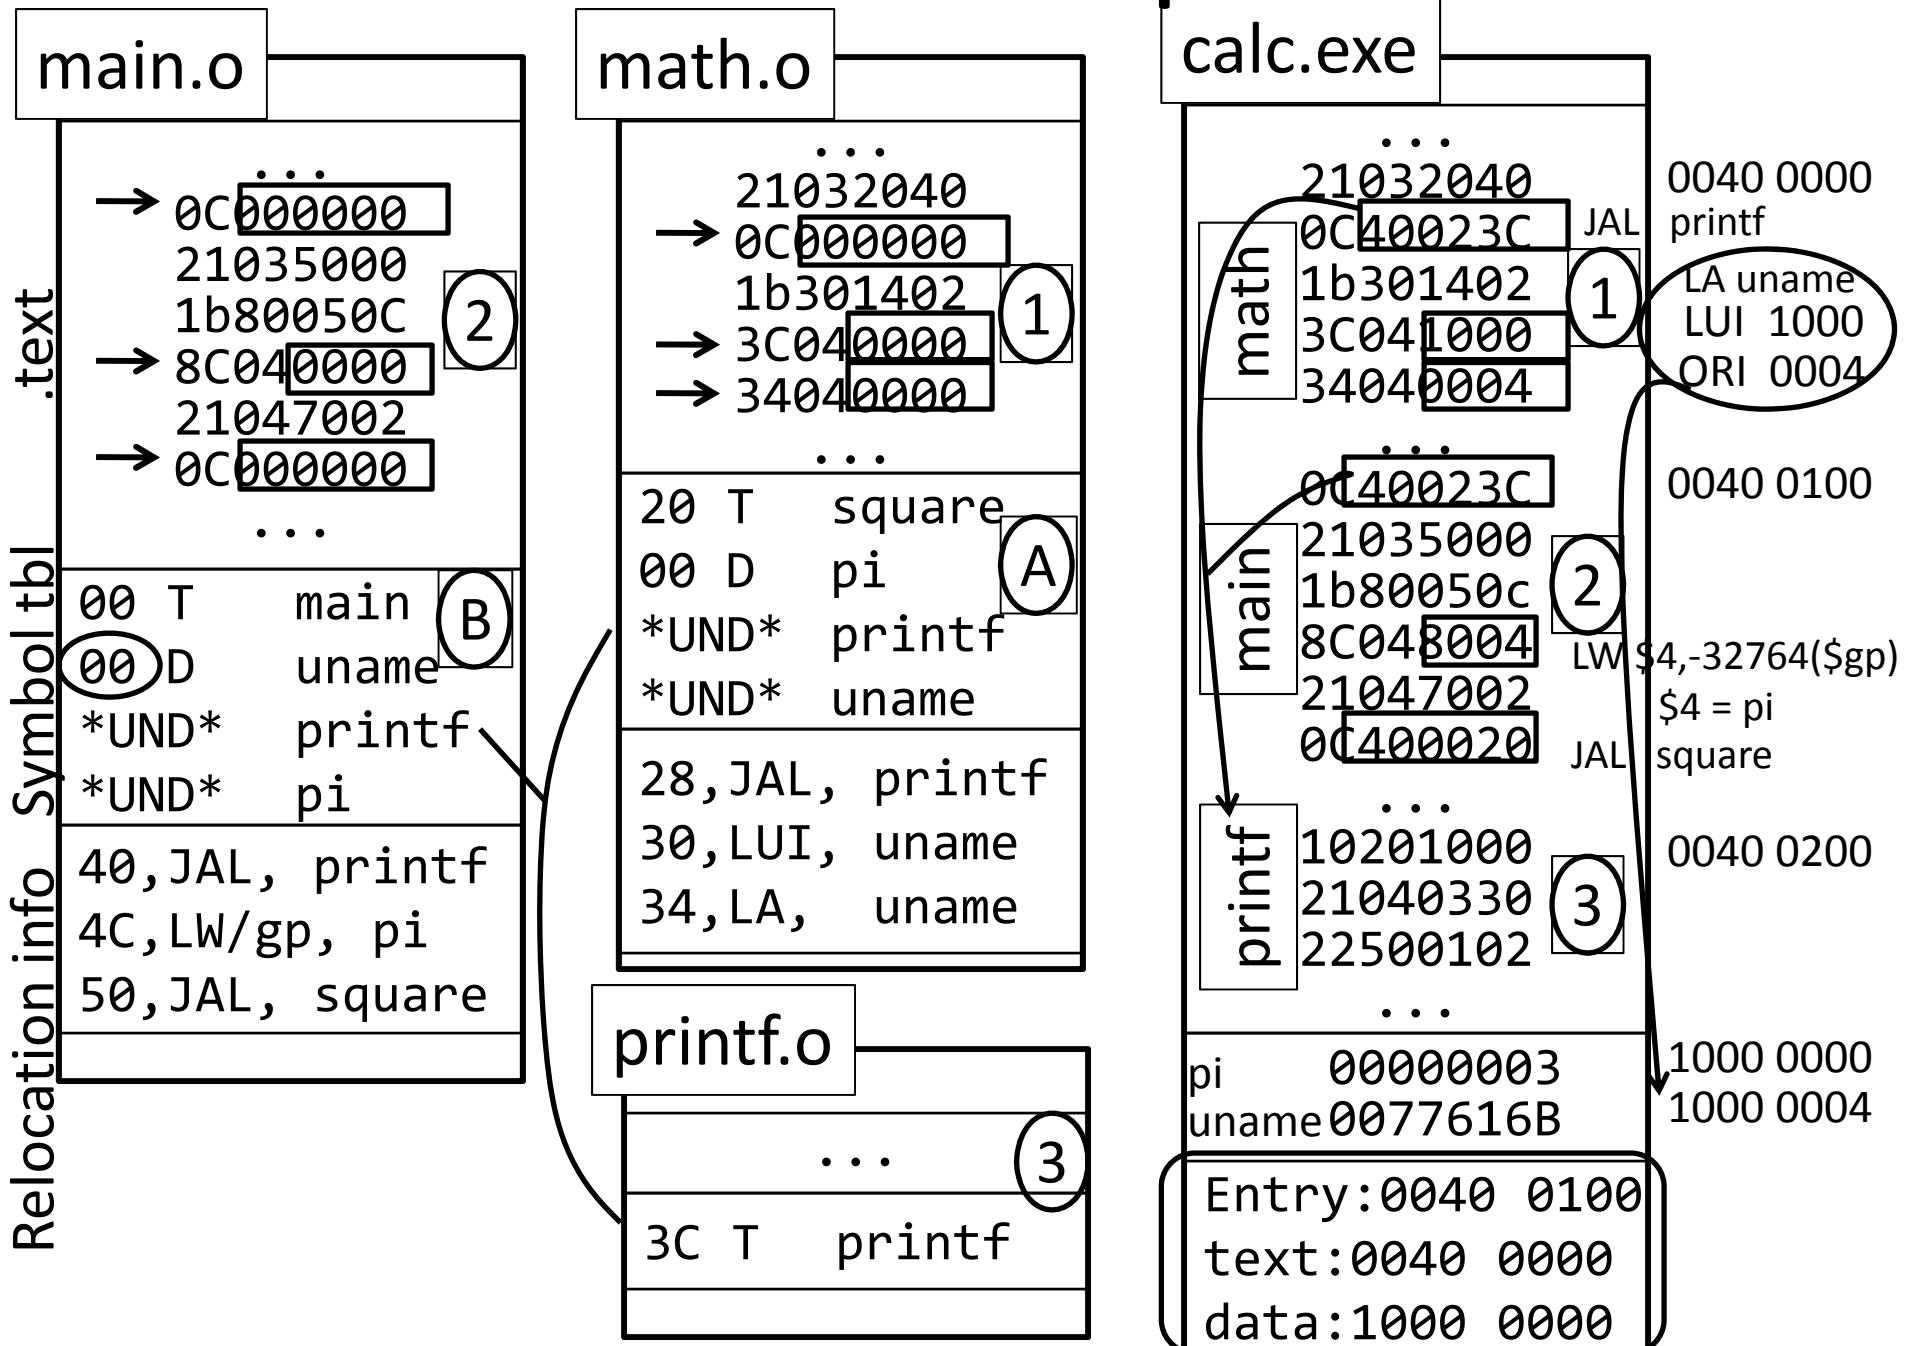 main.o
.text
...
0C000000
21035000
1b80050C
8C040000
21047002
0C000000
...
2
Symbol tbl
00 T main
00 D uname
*UND* printf
*UND* pi
B
Relocation info
40,JAL, printf
4C,LW/gp, pi
50,JAL, square
math.o
...
21032040
0C000000
1b301402
3C040000
34040000
...
1
20 T square
00 D pi
*UND* printf
*UND* uname
A
28,JAL, printf
30,LUI, uname
34,LA, uname
printf.o
...
3
3C T printf
calc.exe
...
math
21032040
0C40023C
1b301402
3C041000
34040004
1
0040 0000
JAL printf
LA uname
LUI 1000
ORI 0004
...
main
0C40023C
21035000
1b80050c
8C048004
21047002
0C400020
2
0040 0100
LW $4,-32764($gp)
$4 = pi
JAL square
...
printf
10201000
21040330
22500102
3
0040 0200
...
pi 00000003
1000 0000
uname 0077616B
1000 0004
Entry:0040 0100
text:0040 0000
data:1000 0000